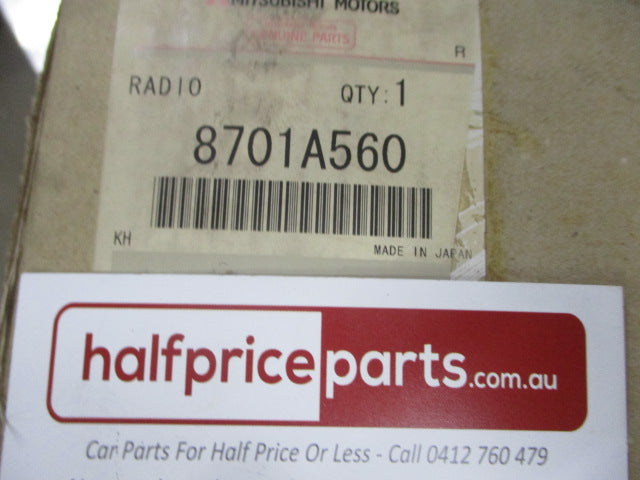 MITSUBISHI MOTORS
GENUINE PARTS
R
RADIO QTY: 1
8701A560
KH
MADE IN JAPAN
halfpriceparts.com.au
Car Parts For Half Price Or Less - Call 0412 760 479